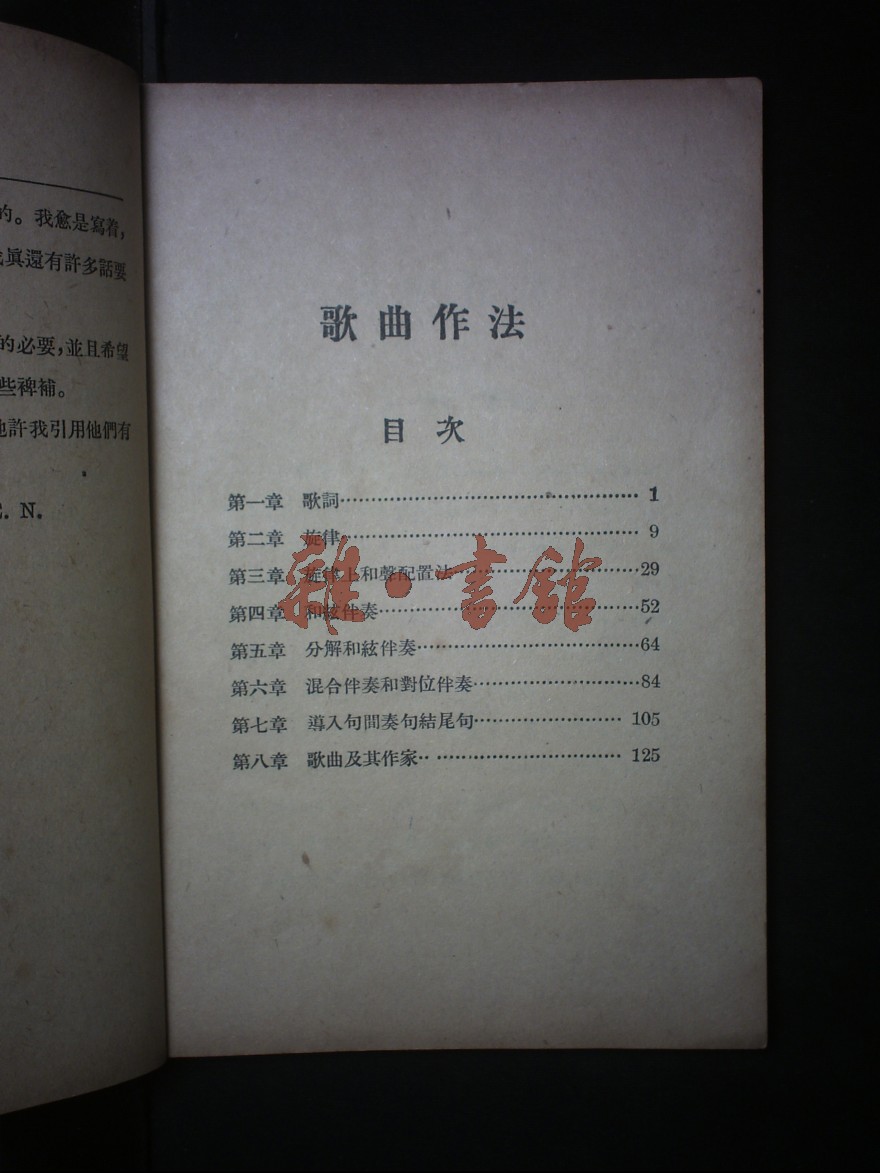 的。我愈是寫着,
眞還有許多話要
的必要,並且希望
些裨補。
許我引用他們有
. N.
歌曲作法
目次
第一章 歌詞 1
第二章 旋律 9
第三章 旋律上和聲配置法 29
第四章 和絃伴奏 52
第五章 分解和絃伴奏 64
第六章 混合伴奏和對位伴奏 84
第七章 導入句間奏句結尾句 105
第八章 歌曲及其作家 125
雜·書館